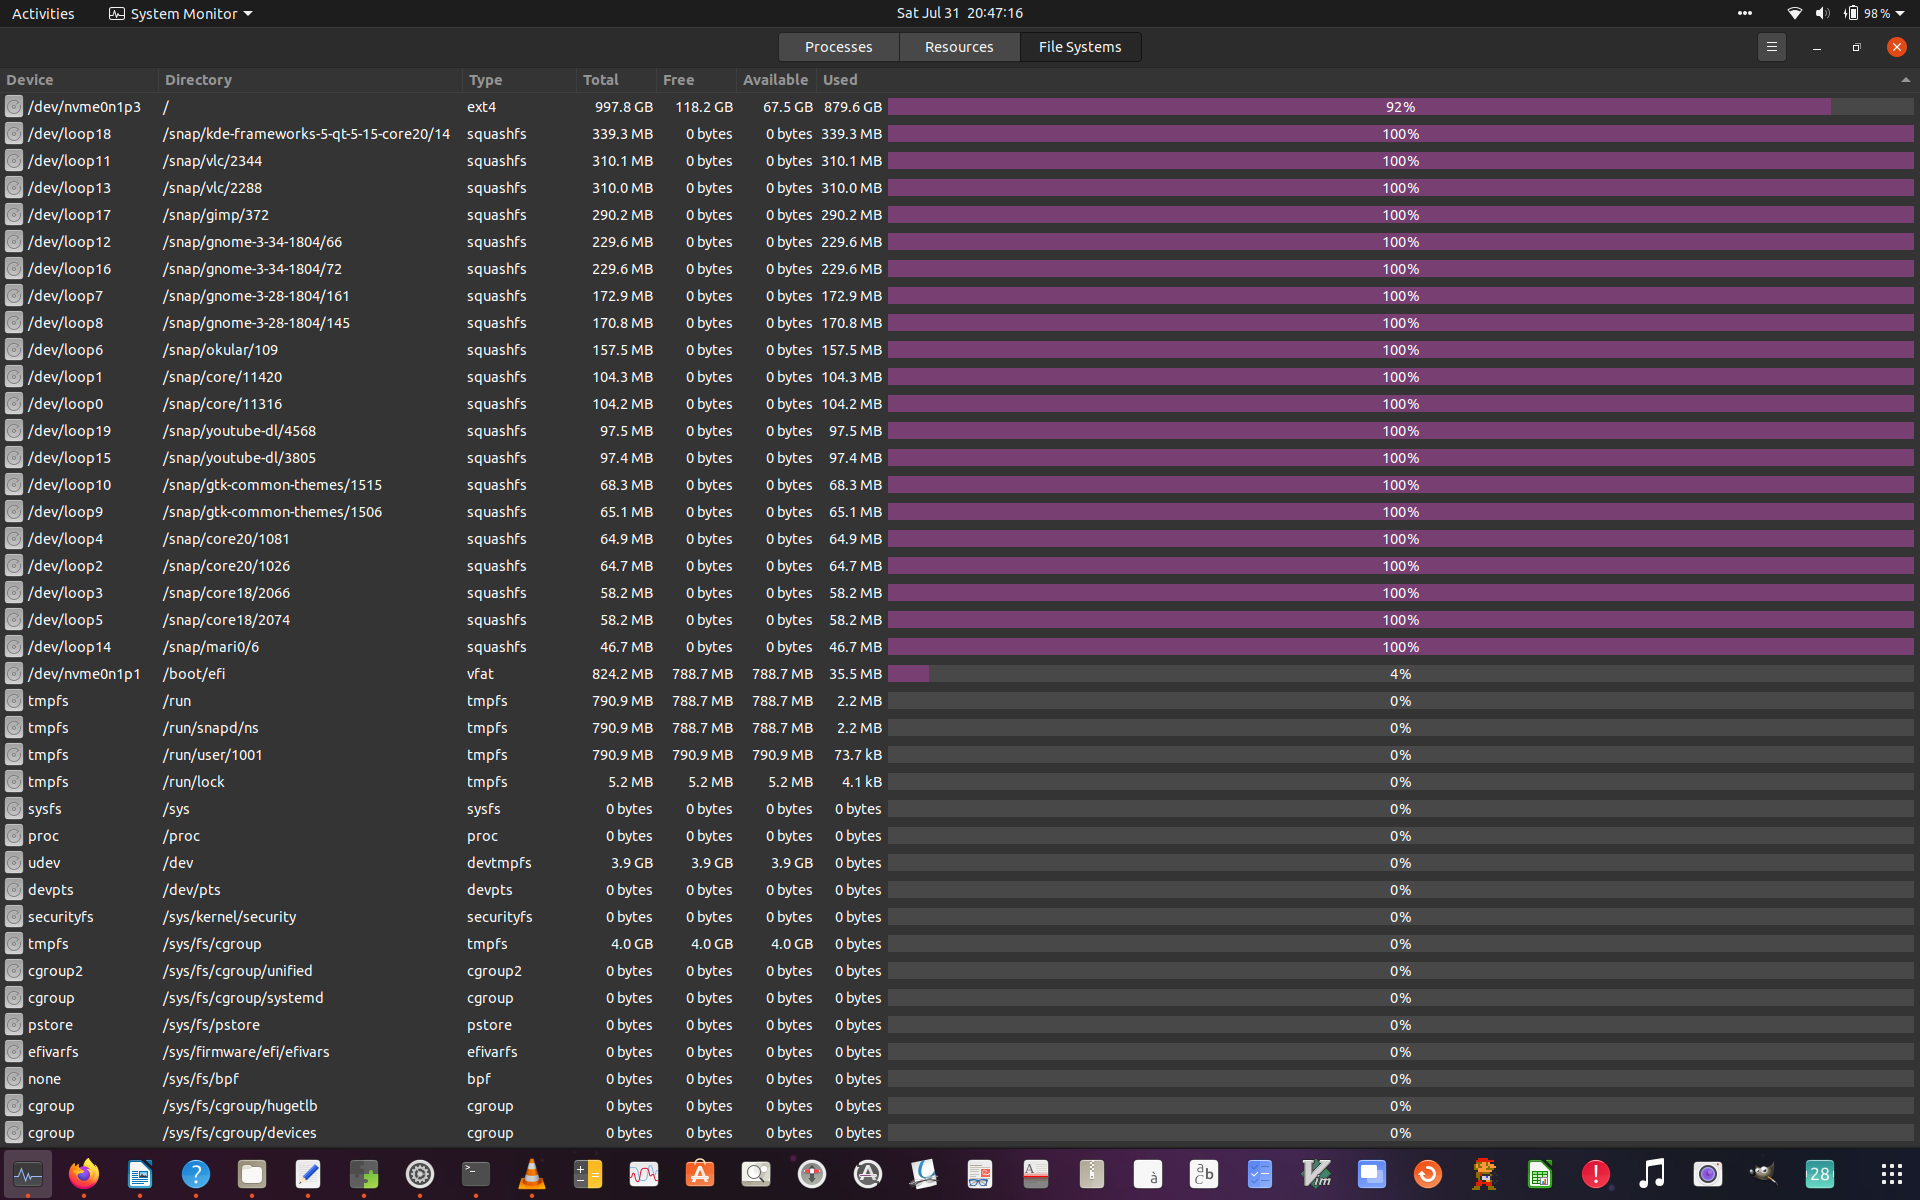 Activities System Monitor Sat Jul 31 20:47:16 98%
Processes Resources File Systems
Device Directory Type Total Free Available Used
/dev/nvme0n1p3 / ext4 997.8 GB 118.2 GB 67.5 GB 879.6 GB 92%
/dev/loop18 /snap/kde-frameworks-5-qt-5-15-core20/14 squashfs 339.3 MB 0 bytes 0 bytes 339.3 MB 100%
/dev/loop11 /snap/vlc/2344 squashfs 310.1 MB 0 bytes 0 bytes 310.1 MB 100%
/dev/loop13 /snap/vlc/2288 squashfs 310.0 MB 0 bytes 0 bytes 310.0 MB 100%
/dev/loop17 /snap/gimp/372 squashfs 290.2 MB 0 bytes 0 bytes 290.2 MB 100%
/dev/loop12 /snap/gnome-3-34-1804/66 squashfs 229.6 MB 0 bytes 0 bytes 229.6 MB 100%
/dev/loop16 /snap/gnome-3-34-1804/72 squashfs 229.6 MB 0 bytes 0 bytes 229.6 MB 100%
/dev/loop7 /snap/gnome-3-28-1804/161 squashfs 172.9 MB 0 bytes 0 bytes 172.9 MB 100%
/dev/loop8 /snap/gnome-3-28-1804/145 squashfs 170.8 MB 0 bytes 0 bytes 170.8 MB 100%
/dev/loop6 /snap/okular/109 squashfs 157.5 MB 0 bytes 0 bytes 157.5 MB 100%
/dev/loop1 /snap/core/11420 squashfs 104.3 MB 0 bytes 0 bytes 104.3 MB 100%
/dev/loop0 /snap/core/11316 squashfs 104.2 MB 0 bytes 0 bytes 104.2 MB 100%
/dev/loop19 /snap/youtube-dl/4568 squashfs 97.5 MB 0 bytes 0 bytes 97.5 MB 100%
/dev/loop15 /snap/youtube-dl/3805 squashfs 97.4 MB 0 bytes 0 bytes 97.4 MB 100%
/dev/loop10 /snap/gtk-common-themes/1515 squashfs 68.3 MB 0 bytes 0 bytes 68.3 MB 100%
/dev/loop9 /snap/gtk-common-themes/1506 squashfs 65.1 MB 0 bytes 0 bytes 65.1 MB 100%
/dev/loop4 /snap/core20/1081 squashfs 64.9 MB 0 bytes 0 bytes 64.9 MB 100%
/dev/loop2 /snap/core20/1026 squashfs 64.7 MB 0 bytes 0 bytes 64.7 MB 100%
/dev/loop3 /snap/core18/2066 squashfs 58.2 MB 0 bytes 0 bytes 58.2 MB 100%
/dev/loop5 /snap/core18/2074 squashfs 58.2 MB 0 bytes 0 bytes 58.2 MB 100%
/dev/loop14 /snap/mari0/6 squashfs 46.7 MB 0 bytes 0 bytes 46.7 MB 100%
/dev/nvme0n1p1 /boot/efi vfat 824.2 MB 788.7 MB 788.7 MB 35.5 MB 4%
tmpfs /run tmpfs 790.9 MB 788.7 MB 788.7 MB 2.2 MB 0%
tmpfs /run/snapd/ns tmpfs 790.9 MB 788.7 MB 788.7 MB 2.2 MB 0%
tmpfs /run/user/1001 tmpfs 790.9 MB 790.9 MB 790.9 MB 73.7 kB 0%
tmpfs /run/lock tmpfs 5.2 MB 5.2 MB 5.2 MB 4.1 kB 0%
sysfs /sys sysfs 0 bytes 0 bytes 0 bytes 0 bytes 0%
proc /proc proc 0 bytes 0 bytes 0 bytes 0 bytes 0%
udev /dev devtmpfs 3.9 GB 3.9 GB 3.9 GB 0 bytes 0%
devpts /dev/pts devpts 0 bytes 0 bytes 0 bytes 0 bytes 0%
securityfs /sys/kernel/security securityfs 0 bytes 0 bytes 0 bytes 0 bytes 0%
tmpfs /sys/fs/cgroup tmpfs 4.0 GB 4.0 GB 4.0 GB 0 bytes 0%
cgroup2 /sys/fs/cgroup/unified cgroup2 0 bytes 0 bytes 0 bytes 0 bytes 0%
cgroup /sys/fs/cgroup/systemd cgroup 0 bytes 0 bytes 0 bytes 0 bytes 0%
pstore /sys/fs/pstore pstore 0 bytes 0 bytes 0 bytes 0 bytes 0%
efivarfs /sys/firmware/efi/efivars efivarfs 0 bytes 0 bytes 0 bytes 0 bytes 0%
none /sys/fs/bpf bpf 0 bytes 0 bytes 0 bytes 0 bytes 0%
cgroup /sys/fs/cgroup/hugetlb cgroup 0 bytes 0 bytes 0 bytes 0 bytes 0%
cgroup /sys/fs/cgroup/devices cgroup 0 bytes 0 bytes 0 bytes 0 bytes 0%
? A à a b c Vim ! 28